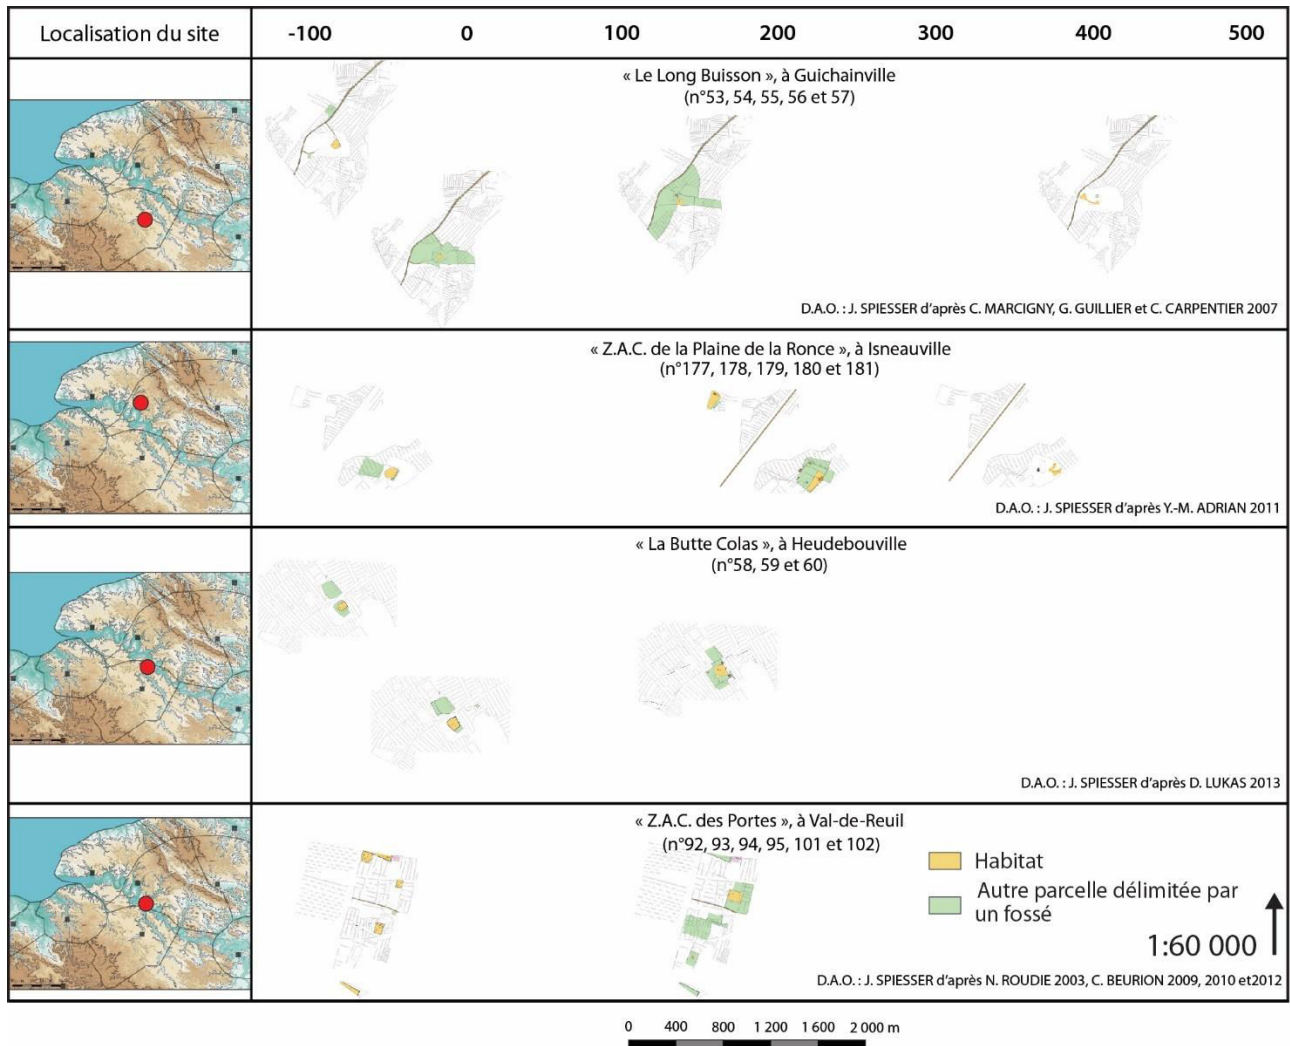 Localisation du site
-100 0 100 200 300 400 500
« Le Long Buisson », à Guichainville
(n°53, 54, 55, 56 et 57)
D.A.O. : J. SPIESSER d'après C. MARCIGNY, G. GUILLIER et C. CARPENTIER 2007
« Z.A.C. de la Plaine de la Ronce », à Isneauville
(n°177, 178, 179, 180 et 181)
D.A.O. : J. SPIESSER d'après Y.-M. ADRIAN 2011
« La Butte Colas », à Heudebouville
(n°58, 59 et 60)
D.A.O. : J. SPIESSER d'après D. LUKAS 2013
« Z.A.C. des Portes », à Val-de-Reuil
(n°92, 93, 94, 95, 101 et 102)
Habitat
Autre parcelle délimitée par
un fossé
1:60 000
D.A.O. : J. SPIESSER d'après N. ROUDIE 2003, C. BEURION 2009, 2010 et2012
0 400 800 1 200 1 600 2 000 m